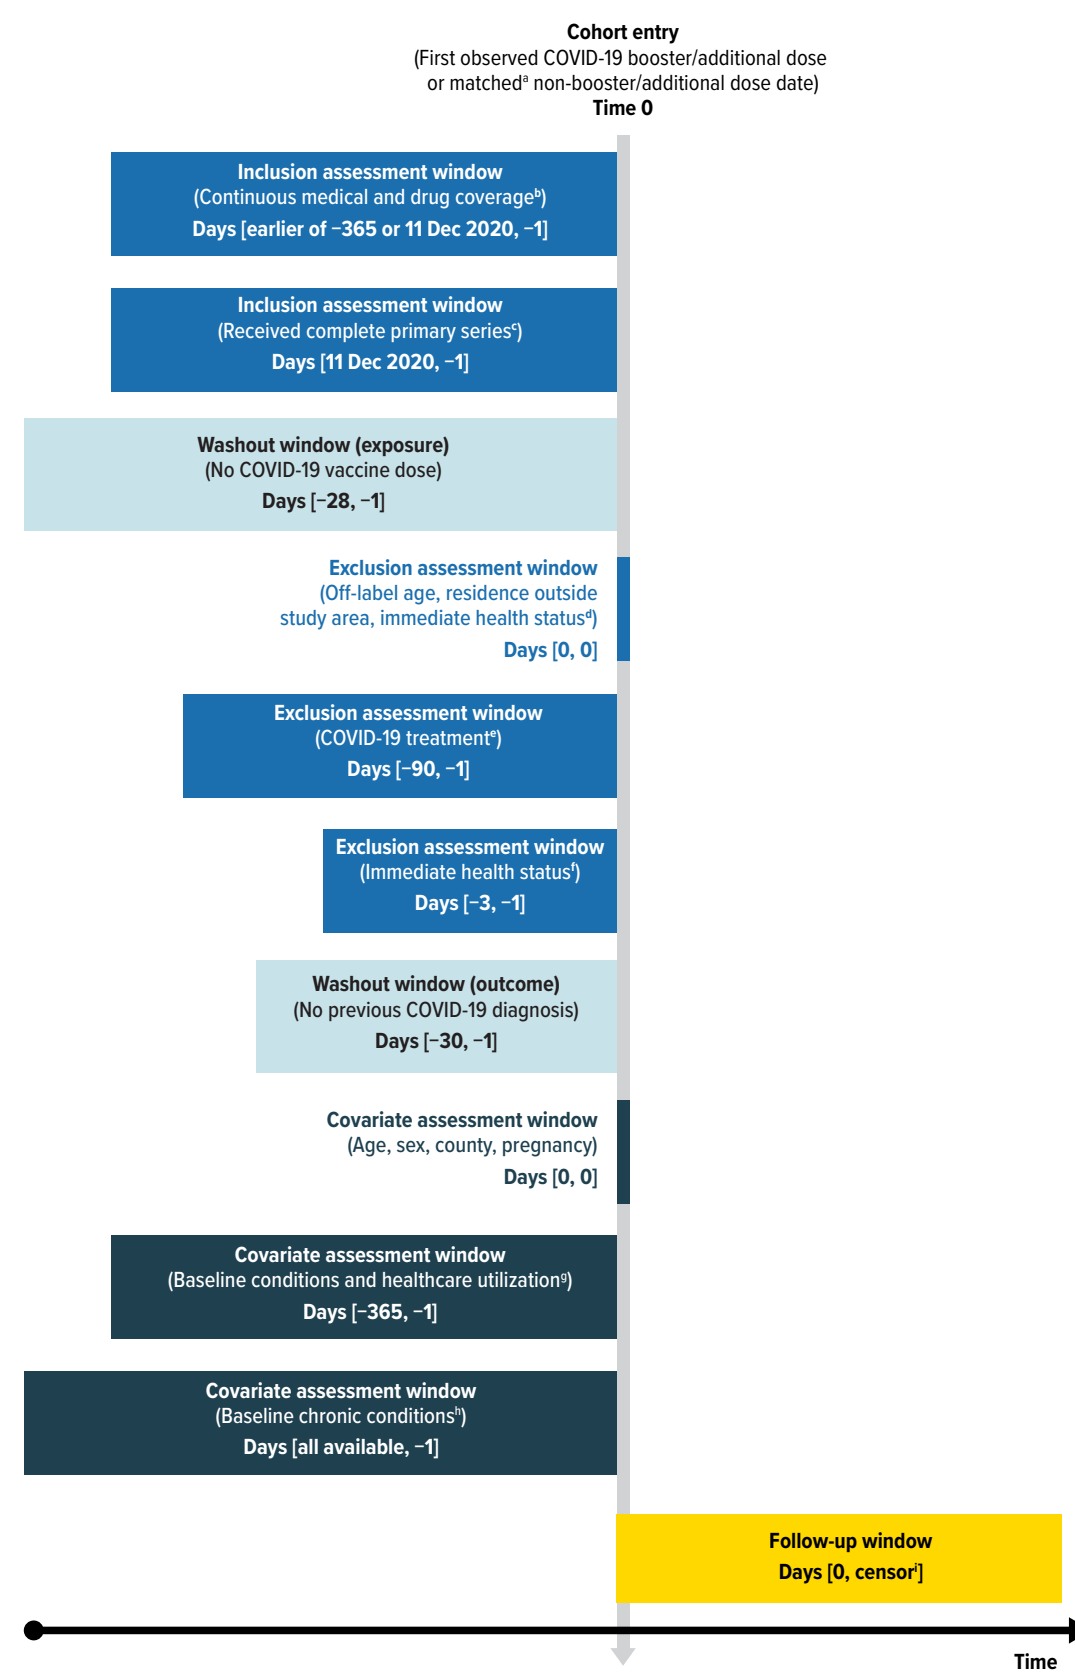 Cohort entry
(First observed COVID-19 booster/additional dose
or matchedᵃ non-booster/additional dose date)
Time 0
Inclusion assessment window
(Continuous medical and drug coverageᵇ)
Days [earlier of −365 or 11 Dec 2020, −1]
Inclusion assessment window
(Received complete primary seriesᶜ)
Days [11 Dec 2020, −1]
Washout window (exposure)
(No COVID-19 vaccine dose)
Days [−28, −1]
Exclusion assessment window
(Off-label age, residence outside
study area, immediate health statusᵈ)
Days [0, 0]
Exclusion assessment window
(COVID-19 treatmentᵉ)
Days [−90, −1]
Exclusion assessment window
(Immediate health statusᶠ)
Days [−3, −1]
Washout window (outcome)
(No previous COVID-19 diagnosis)
Days [−30, −1]
Covariate assessment window
(Age, sex, county, pregnancy)
Days [0, 0]
Covariate assessment window
(Baseline conditions and healthcare utilizationᵍ)
Days [−365, −1]
Covariate assessment window
(Baseline chronic conditionsʰ)
Days [all available, −1]
Follow-up window
Days [0, censorⁱ]
Time